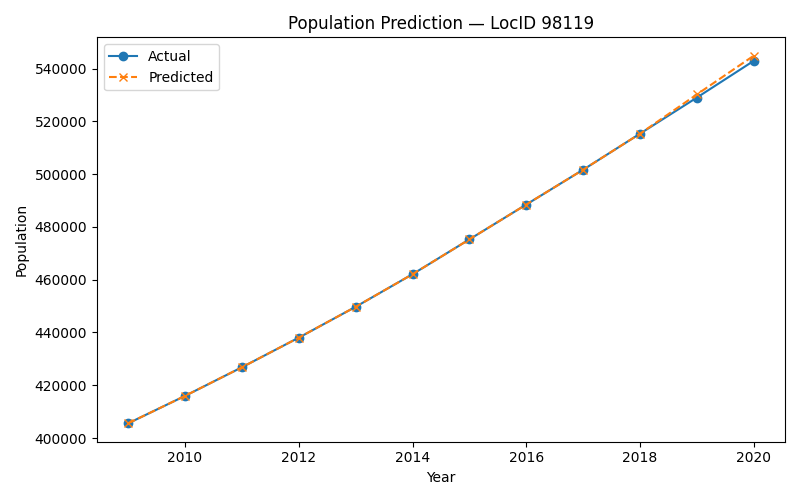 Population Prediction — LocID 98119
Actual
Predicted
540000
520000
500000
480000
460000
440000
420000
400000
Population
2010 2012 2014 2016 2018 2020
Year